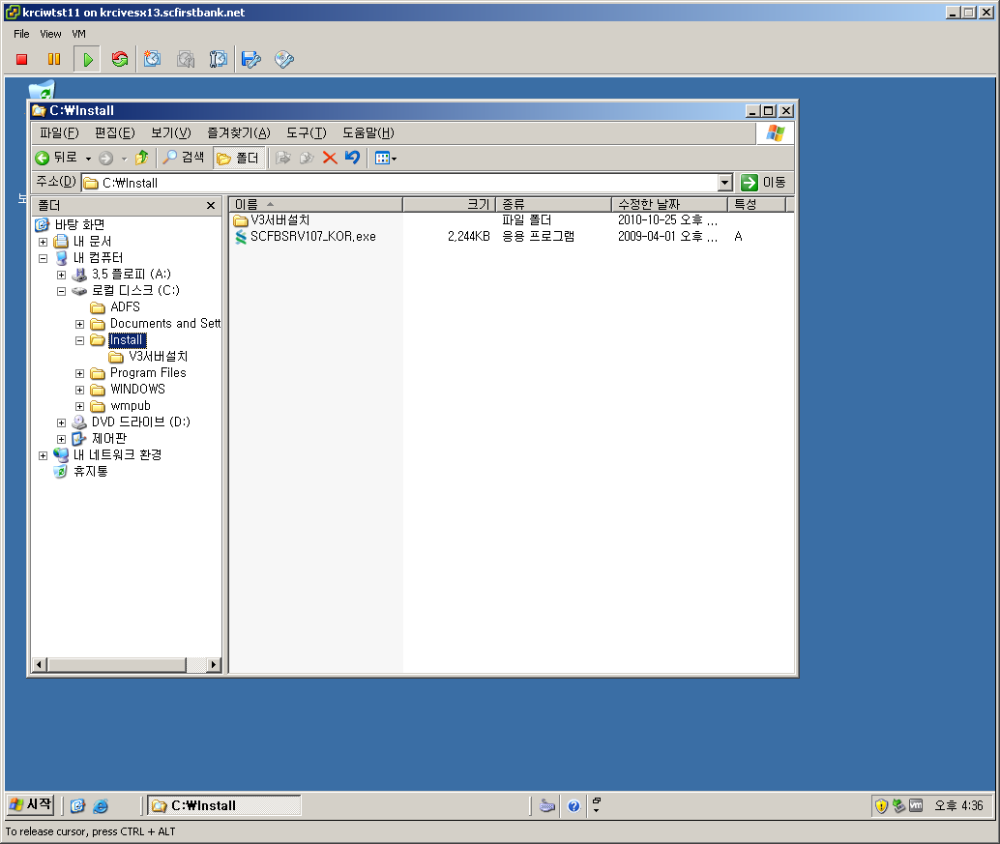 krciwtst11 on krcivesx13.scfirstbank.net
File View VM
C:₩Install
파일(F) 편집(E) 보기(V) 즐겨찾기(A) 도구(T) 도움말(H)
뒤로 검색 폴더
주소(D) C:₩Install 이동
폴더
이름 크기 종류 수정한 날짜 특성
V3서버설치 파일 폴더 2010-10-25 오후 ...
SCFBSRV107_KOR.exe 2,244KB 응용 프로그램 2009-04-01 오후 ... A
바탕 화면
내 문서
내 컴퓨터
3.5 플로피 (A:)
로컬 디스크 (C:)
ADFS
Documents and Sett
Install
V3서버설치
Program Files
WINDOWS
wmpub
DVD 드라이브 (D:)
제어판
내 네트워크 환경
휴지통
시작 C:₩Install vm 오후 4:36
To release cursor, press CTRL + ALT